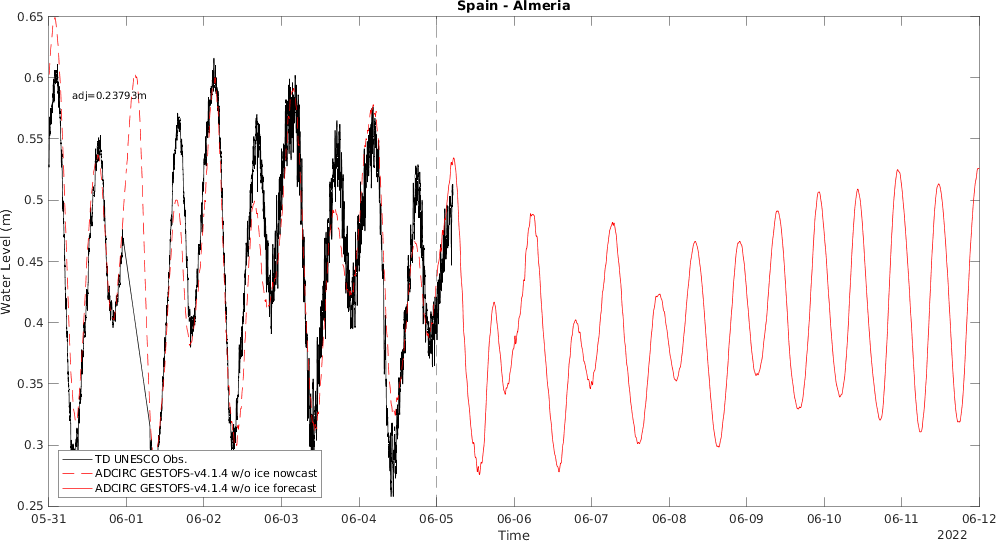 Spain - Almeria
0.65
0.6
0.55
0.5
0.45
0.4
0.35
0.3
0.25
Water Level (m)
adj=0.23793m
TD UNESCO Obs.
ADCIRC GESTOFS-v4.1.4 w/o ice nowcast
ADCIRC GESTOFS-v4.1.4 w/o ice forecast
05-31 06-01 06-02 06-03 06-04 06-05 06-06 06-07 06-08 06-09 06-10 06-11 06-12
Time
2022